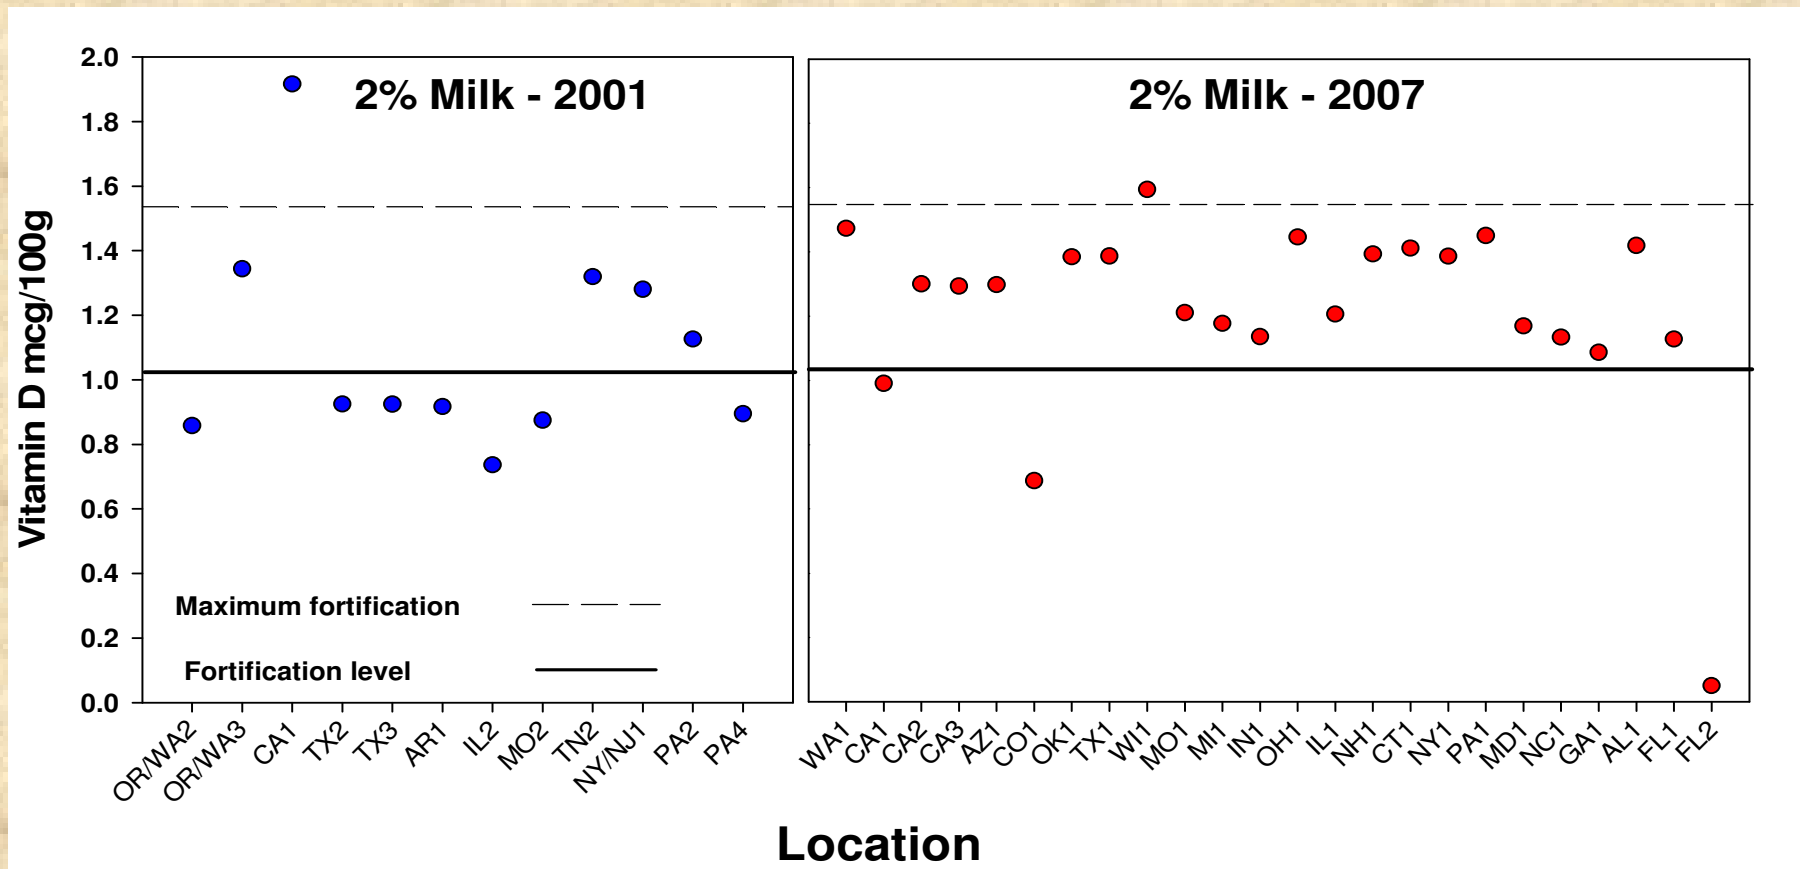 2% Milk - 2001
2% Milk - 2007
Vitamin D mcg/100g
2.0
1.8
1.6
1.4
1.2
1.0
0.8
0.6
0.4
0.2
0.0
Maximum fortification
Fortification level
OR/WA2
OR/WA3
CA1
TX2
TX3
AR1
IL2
MO2
TN2
NY/NJ1
PA2
PA4
WA1
CA1
CA2
CA3
AZ1
CO1
OK1
TX1
WI1
MO1
MI1
IN1
OH1
IL1
NH1
CT1
NY1
PA1
MD1
NC1
GA1
AL1
FL1
FL2
Location